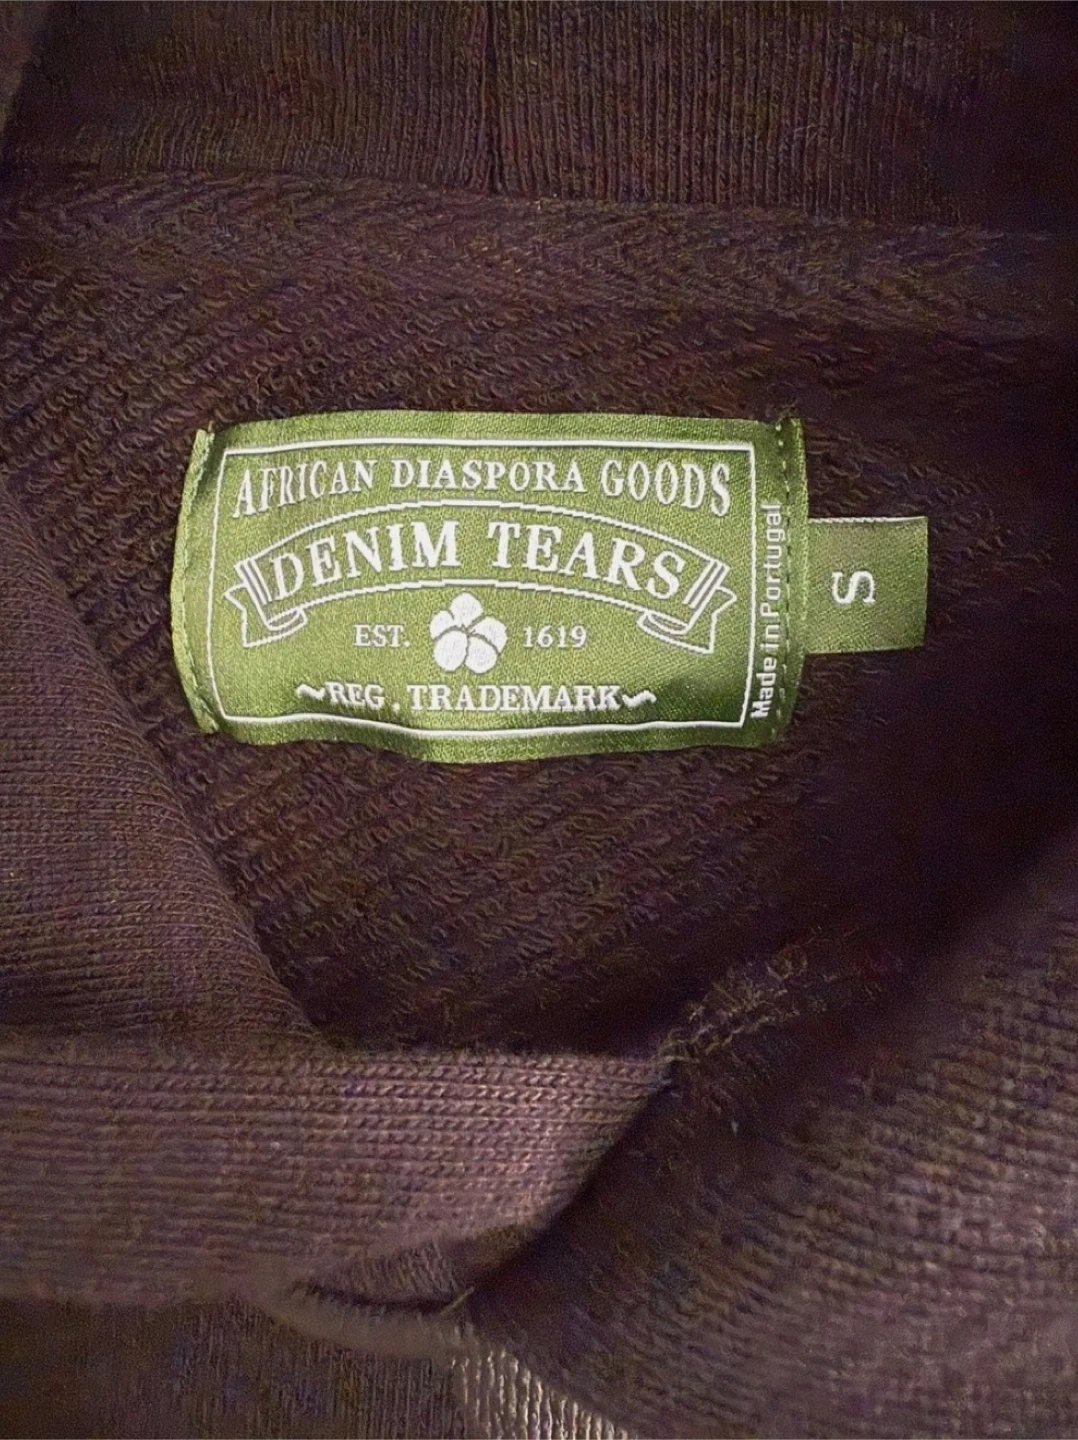 AFRICAN DIASPORA GOODS
DENIM TEARS
EST. 1619
REG. TRADEMARK
Made in Portugal
S